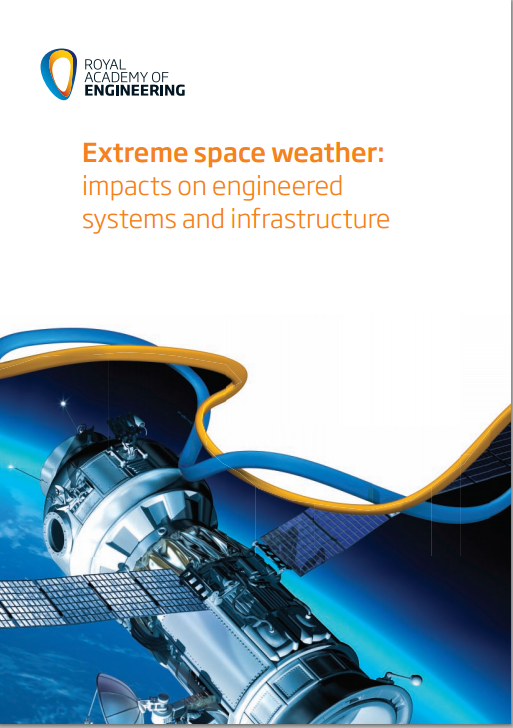 ROYAL
ACADEMY OF
ENGINEERING
Extreme space weather:
impacts on engineered
systems and infrastructure